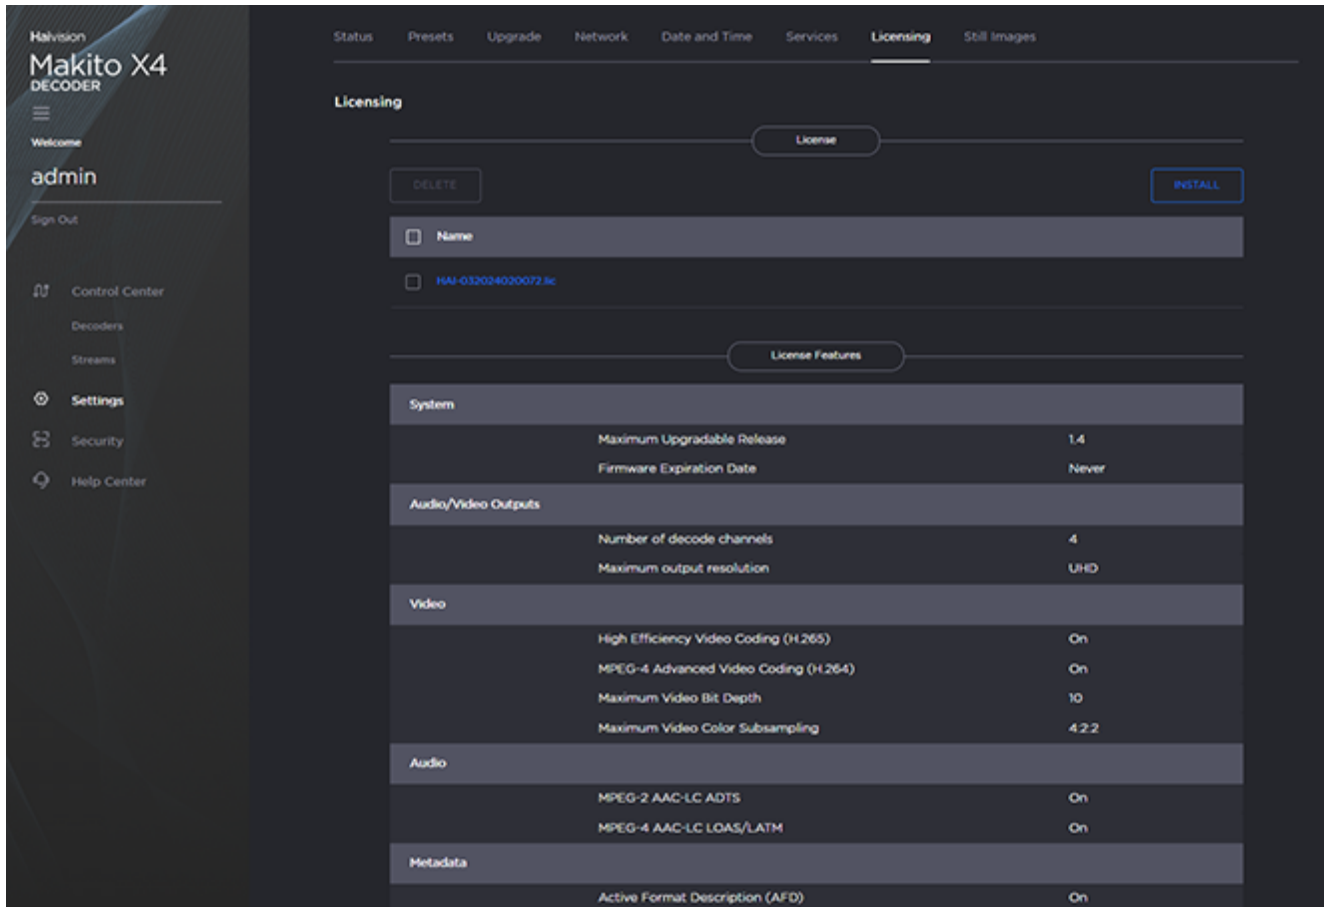 Haivision
Makito X4
DECODER
Welcome
admin
Sign Out
Control Center
Decoders
Streams
Settings
Security
Help Center
Status Presets Upgrade Network Date and Time Services Licensing Still Images
Licensing
License
DELETE INSTALL
Name
HAI-032024020072.lic
License Features
System
Maximum Upgradable Release 1.4
Firmware Expiration Date Never
Audio/Video Outputs
Number of decode channels 4
Maximum output resolution UHD
Video
High Efficiency Video Coding (H.265) On
MPEG-4 Advanced Video Coding (H.264) On
Maximum Video Bit Depth 10
Maximum Video Color Subsampling 4:2:2
Audio
MPEG-2 AAC-LC ADTS On
MPEG-4 AAC-LC LOAS/LATM On
Metadata
Active Format Description (AFD) On